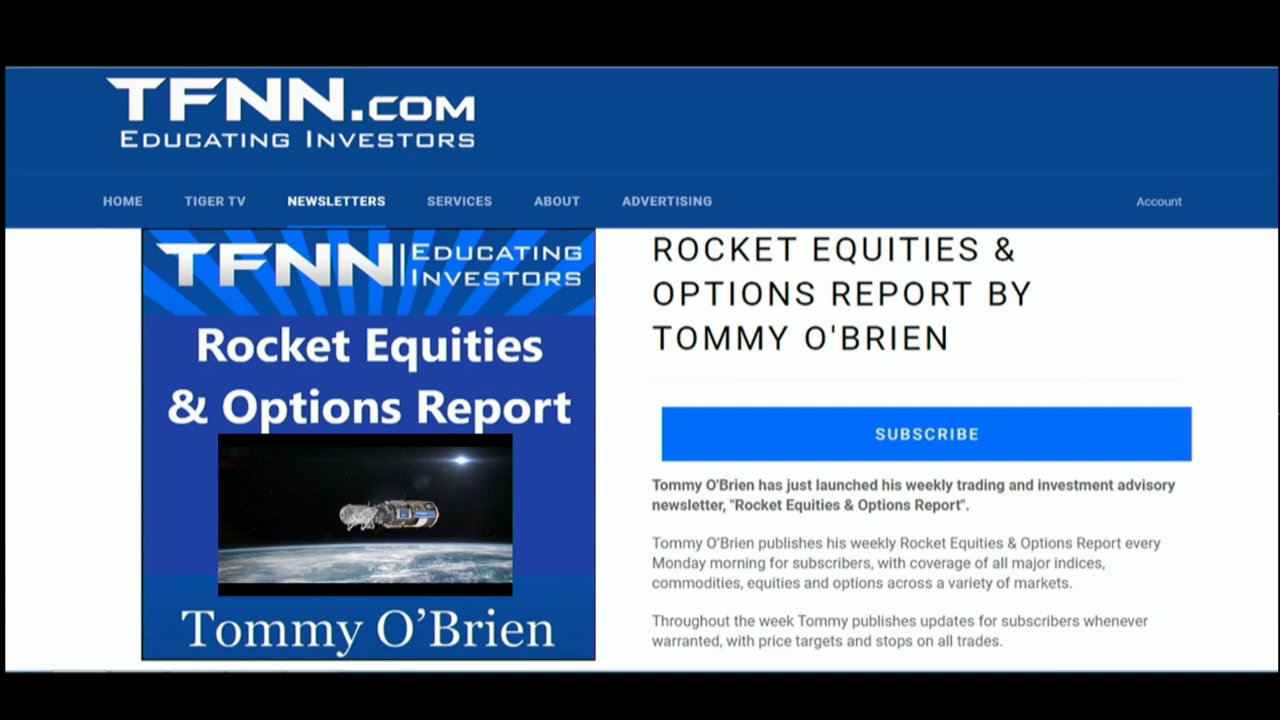 TFNN.COM
EDUCATING INVESTORS
HOME TIGER TV NEWSLETTERS SERVICES ABOUT ADVERTISING Account
TFNN EDUCATING
INVESTORS
Rocket Equities
& Options Report
Tommy O’Brien
ROCKET EQUITIES &
OPTIONS REPORT BY
TOMMY O'BRIEN
SUBSCRIBE
Tommy O'Brien has just launched his weekly trading and investment advisory
newsletter, "Rocket Equities & Options Report".
Tommy O'Brien publishes his weekly Rocket Equities & Options Report every
Monday morning for subscribers, with coverage of all major indices,
commodities, equities and options across a variety of markets.
Throughout the week Tommy publishes updates for subscribers whenever
warranted, with price targets and stops on all trades.